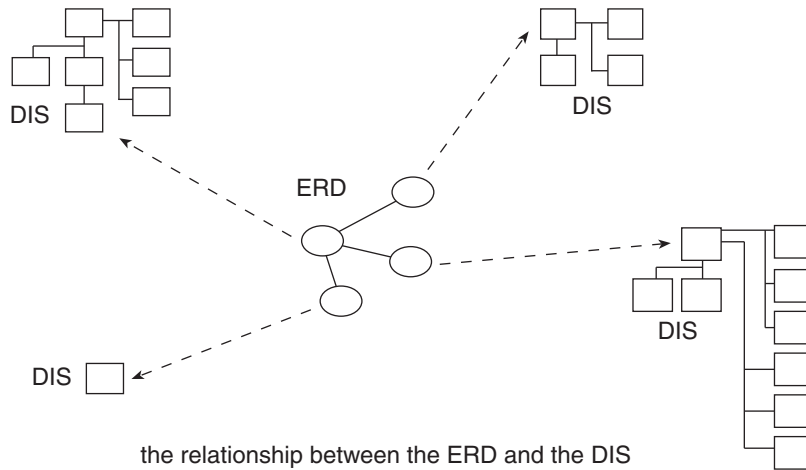 DIS
DIS
ERD
DIS
DIS
the relationship between the ERD and the DIS